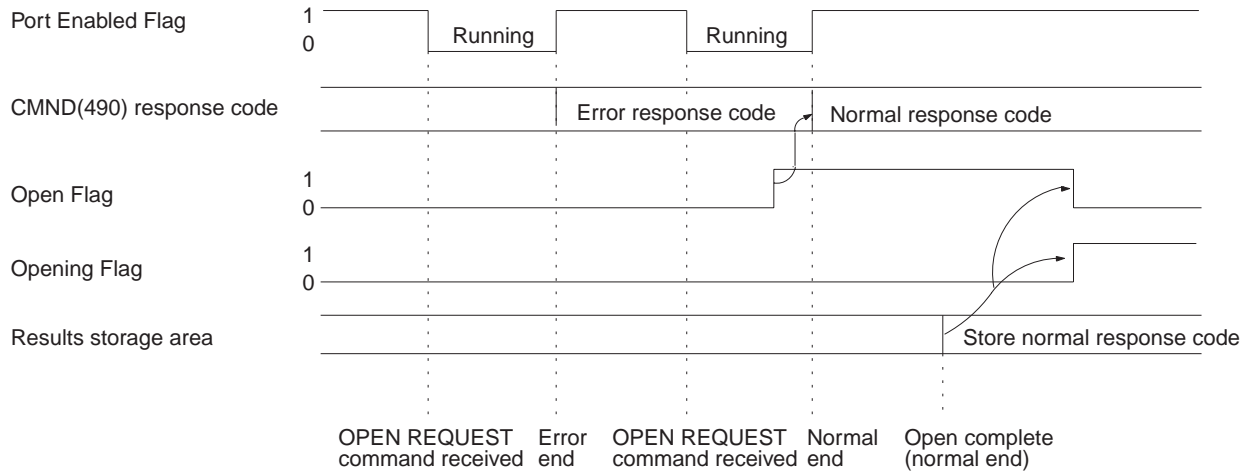 Port Enabled Flag
1
0
Running
Running
CMND(490) response code
Error response code
Normal response code
Open Flag
1
0
Opening Flag
1
0
Results storage area
Store normal response code
OPEN REQUEST
command received
Error
end
OPEN REQUEST
command received
Normal
end
Open complete
(normal end)